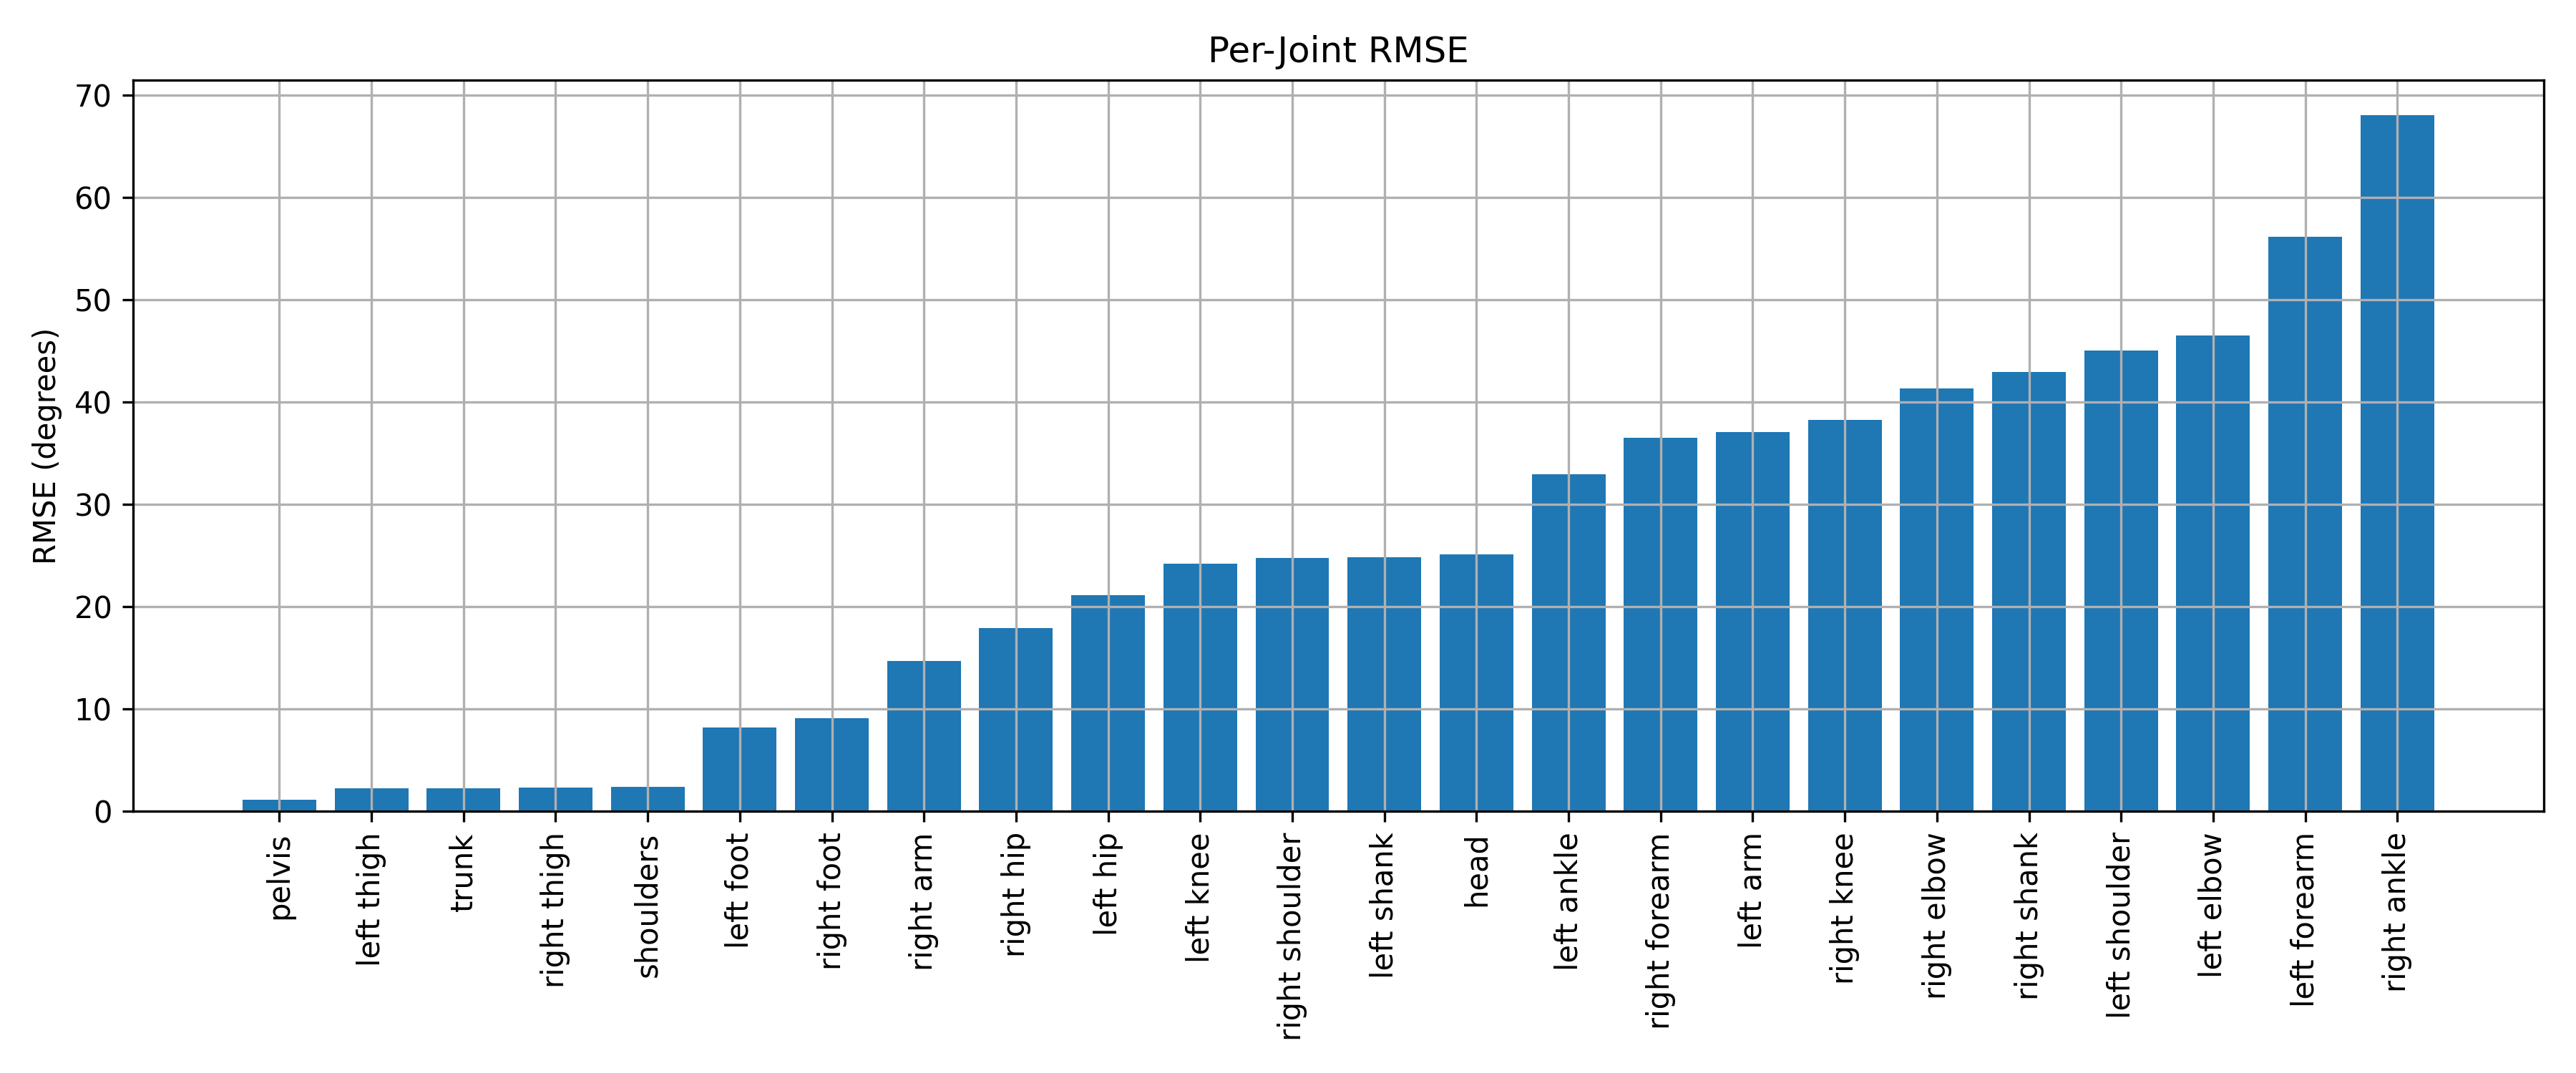 Per-Joint RMSE
RMSE (degrees)
70
60
50
40
30
20
10
0
pelvis
left thigh
trunk
right thigh
shoulders
left foot
right foot
right arm
right hip
left hip
left knee
right shoulder
left shank
head
left ankle
right forearm
left arm
right knee
right elbow
right shank
left shoulder
left elbow
left forearm
right ankle